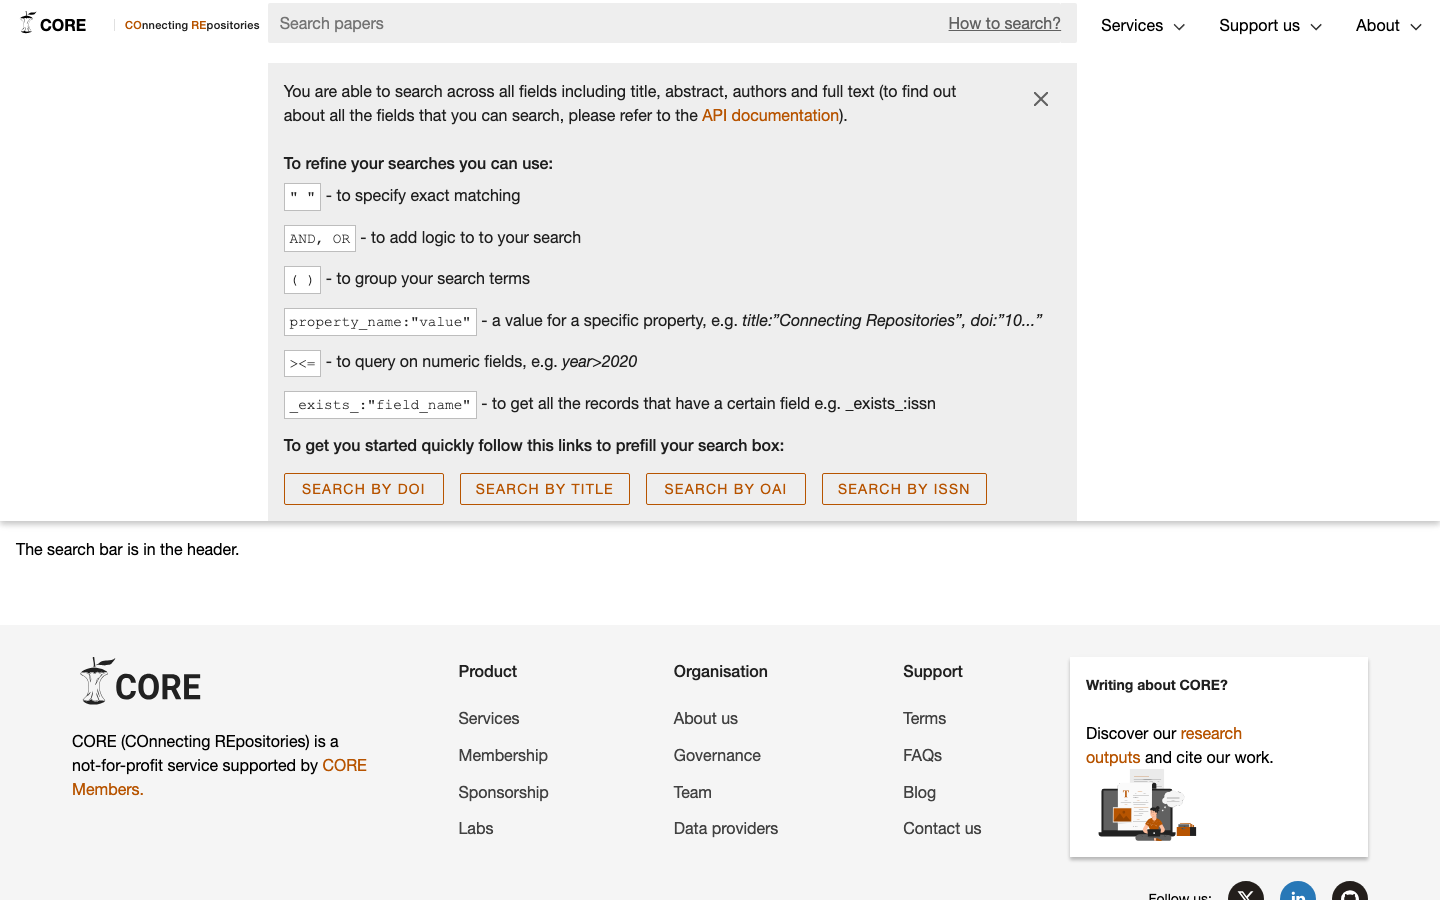 CORE
COnnecting REpositories
Search papers
How to search?
Services
Support us
About
You are able to search across all fields including title, abstract, authors and full text (to find out
about all the fields that you can search, please refer to the API documentation).
To refine your searches you can use:
" " - to specify exact matching
AND, OR - to add logic to to your search
( ) - to group your search terms
property_name:"value" - a value for a specific property, e.g. title:”Connecting Repositories”, doi:”10...”
><= - to query on numeric fields, e.g. year>2020
_exists_:"field_name" - to get all the records that have a certain field e.g. _exists_:issn
To get you started quickly follow this links to prefill your search box:
SEARCH BY DOI
SEARCH BY TITLE
SEARCH BY OAI
SEARCH BY ISSN
The search bar is in the header.
CORE
CORE (COnnecting REpositories) is a
not-for-profit service supported by CORE
Members.
Product
Services
Membership
Sponsorship
Labs
Organisation
About us
Governance
Team
Data providers
Support
Terms
FAQs
Blog
Contact us
Writing about CORE?
Discover our research
outputs and cite our work.
T
Follow us:
X
in